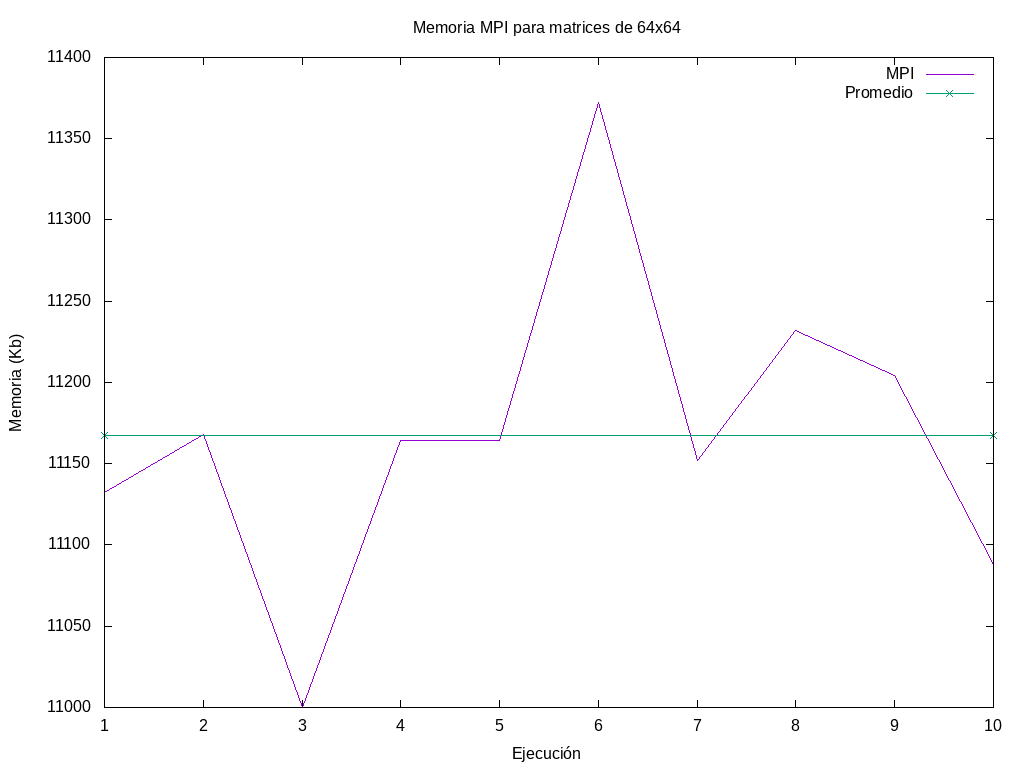 Memoria MPI para matrices de 64x64
MPI
Promedio
11400
11350
11300
11250
11200
11150
11100
11050
11000
Memoria (Kb)
1 2 3 4 5 6 7 8 9 10
Ejecución